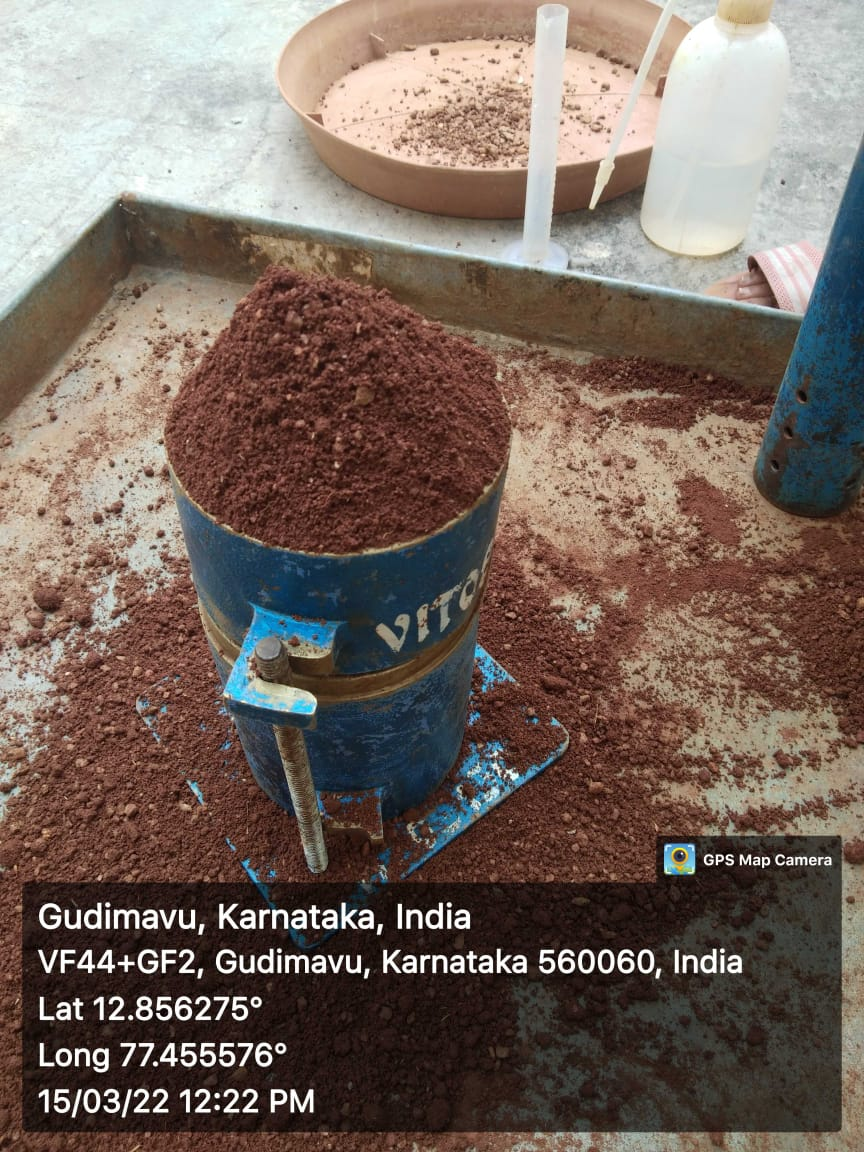 GPS Map Camera
Gudimavu, Karnataka, India
VF44+GF2, Gudimavu, Karnataka 560060, India
Lat 12.856275°
Long 77.455576°
15/03/22 12:22 PM